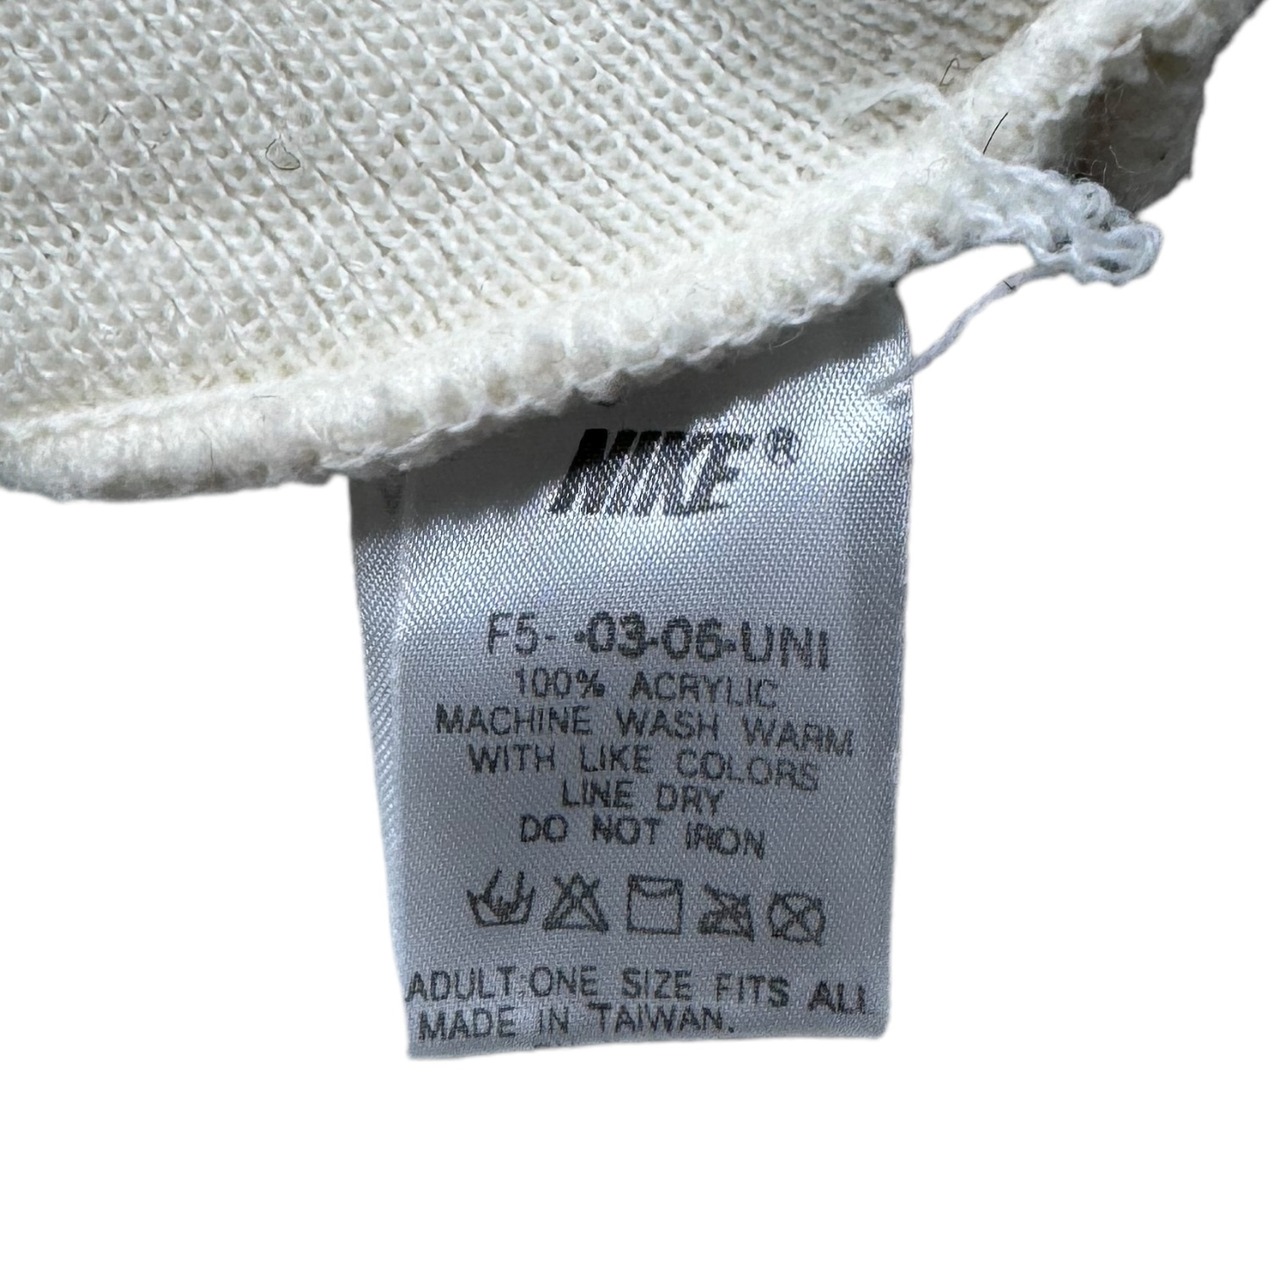 NIKE®
F5- -03-06-UNI
100% ACRYLIC
MACHINE WASH WARM
WITH LIKE COLORS
LINE DRY
DO NOT IRON
ADULT:ONE SIZE FITS ALL
MADE IN TAIWAN.